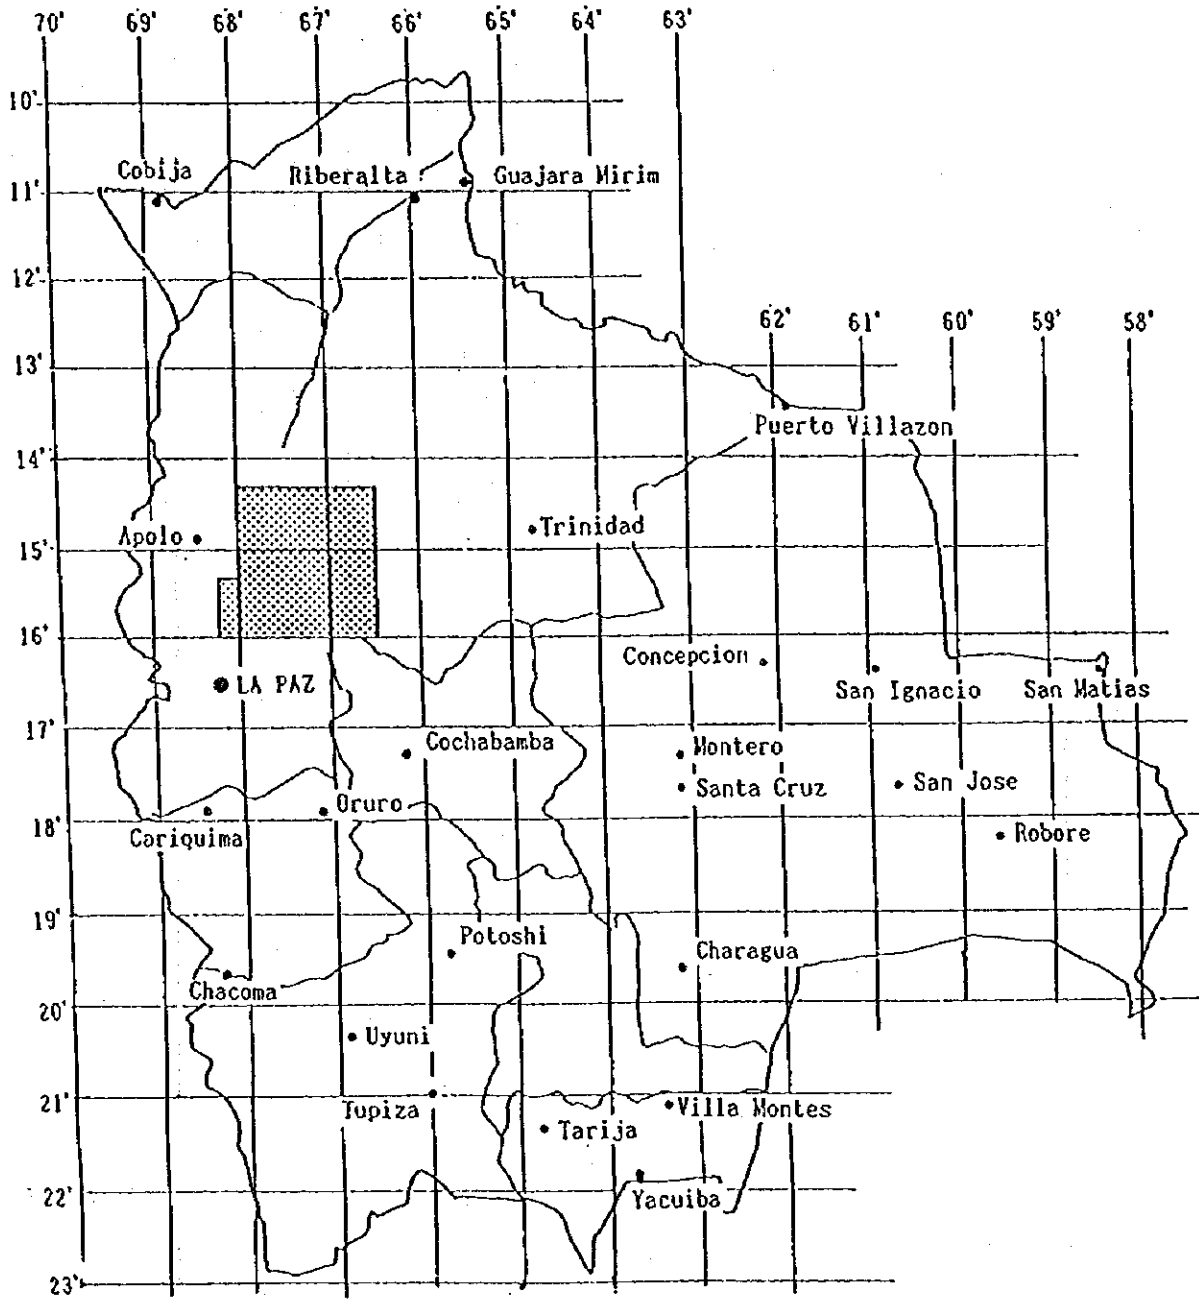 70' 69' 68' 67' 66' 65' 64' 63'
10'
Cobija
Riberalta
Guajara Mirim
11'
12'
62' 61' 60' 59' 58'
13'
Puerto Villazon
14'
Apolo
Trinidad
15'
16'
Concepcion
LA PAZ
San Ignacio
San Matias
17'
Cochabamba
Montero
Santa Cruz
San Jose
Oruro
18'
Cariquima
Robore
19'
Potoshi
Charagua
Chacoma
20'
Uyuni
21'
Tupiza
Villa Montes
Tarija
22'
Yacuiba
23'